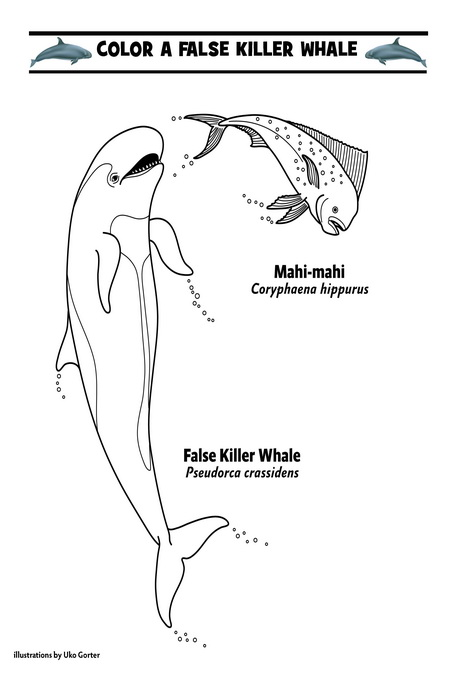 COLOR A FALSE KILLER WHALE
Mahi-mahi
Coryphaena hippurus
False Killer Whale
Pseudorca crassidens
illustrations by Uko Gorter